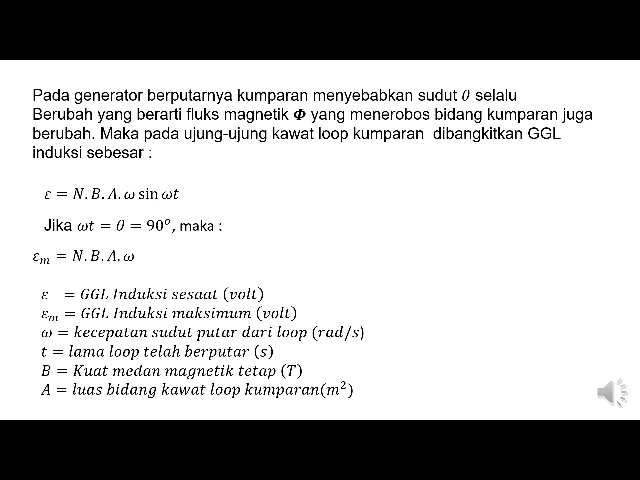 Pada generator berputarnya kumparan menyebabkan sudut θ selalu
Berubah yang berarti fluks magnetik Φ yang menerobos bidang kumparan juga
berubah. Maka pada ujung-ujung kawat loop kumparan dibangkitkan GGL
induksi sebesar :
ε = N. B. A. ω sin ωt
Jika ωt = θ = 90°, maka :
εₘ = N. B. A. ω
ε = GGL Induksi sesaat (volt)
εₘ = GGL Induksi maksimum (volt)
ω = kecepatan sudut putar dari loop (rad/s)
t = lama loop telah berputar (s)
B = Kuat medan magnetik tetap (T)
A = luas bidang kawat loop kumparan(m²)